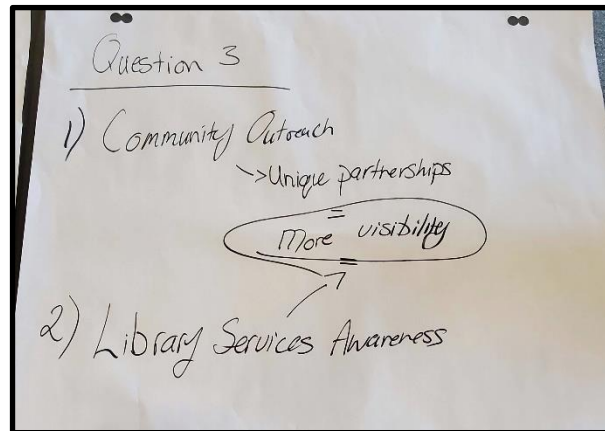 Question 3
1) Community Outreach
->Unique partnerships
=
More visibility
=
2) Library Services Awareness